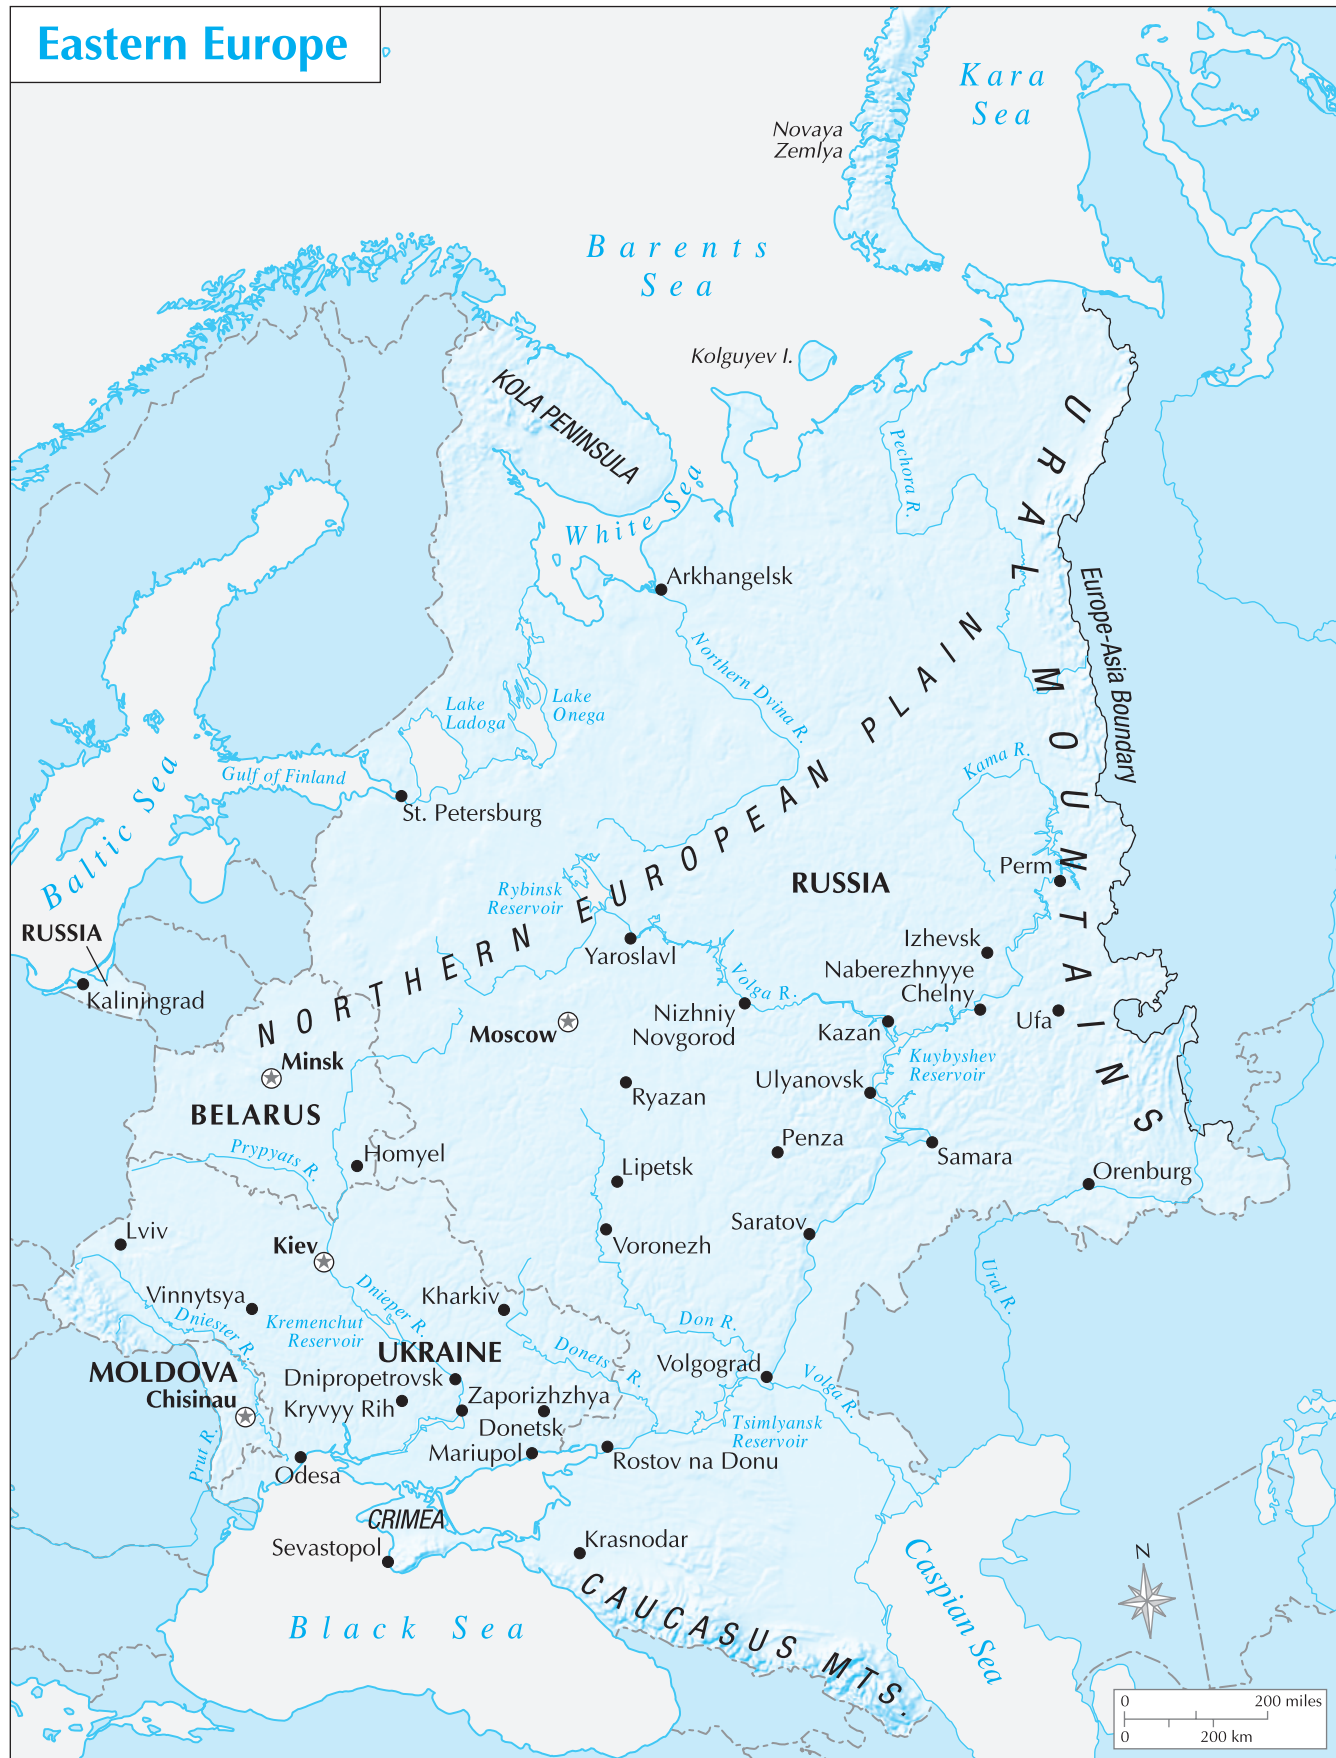 Eastern Europe
Kara
Sea
Novaya
Zemlya
Barents
Sea
Kolguyev I.
KOLA PENINSULA
URAL MOUNTAINS
Pechora R.
White Sea
Arkhangelsk
Europe-Asia Boundary
Northern Dvina R.
NORTHERN EUROPEAN PLAIN
Lake
Ladoga
Lake
Onega
Gulf of Finland
St. Petersburg
Baltic Sea
Kama R.
Perm
RUSSIA
Rybinsk
Reservoir
Yaroslavl
RUSSIA
Kaliningrad
Izhevsk
Naberezhnyye
Chelny
Volga R.
Nizhniy
Novgorod
Kazan
Ufa
Moscow
Minsk
BELARUS
Kuybyshev
Reservoir
Ulyanovsk
Ryazan
Penza
Samara
Prypyats R.
Homyel
Lipetsk
Orenburg
Saratov
Voronezh
Lviv
Kiev
Ural R.
Vinnytsya
Dniester R.
Kremenchut
Reservoir
Dnieper R.
Kharkiv
Don R.
Donets R.
UKRAINE
Volgograd
Volga R.
MOLDOVA
Chisinau
Dnipropetrovsk
Kryvyy Rih
Zaporizhzhya
Donetsk
Mariupol
Tsimlyansk
Reservoir
Rostov na Donu
Prut R.
Odesa
CRIMEA
Sevastopol
Krasnodar
CAUCASUS MTS.
Caspian Sea
Black Sea
N
0 200 miles
0 200 km